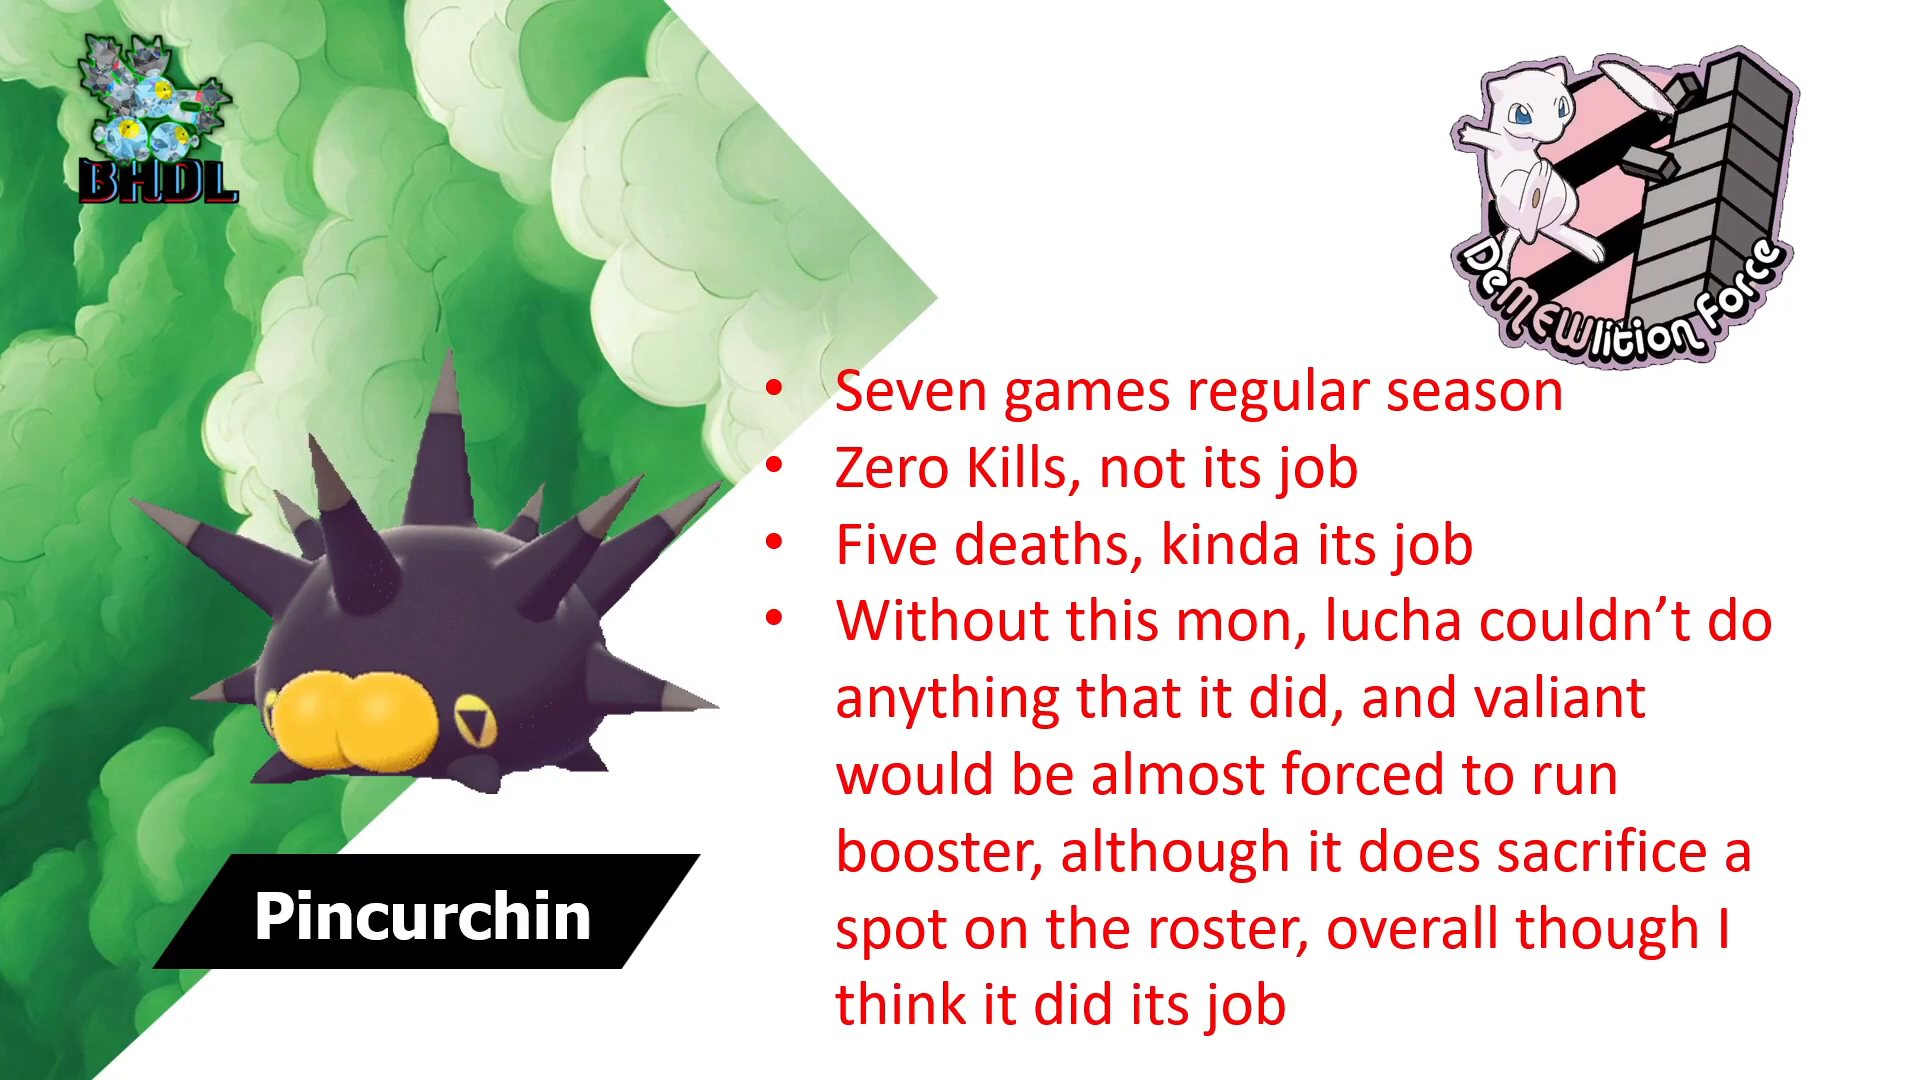 BHDL
DeMEWlition Force
• Seven games regular season
• Zero Kills, not its job
• Five deaths, kinda its job
• Without this mon, lucha couldn’t do
anything that it did, and valiant
would be almost forced to run
booster, although it does sacrifice a
spot on the roster, overall though I
think it did its job
Pincurchin